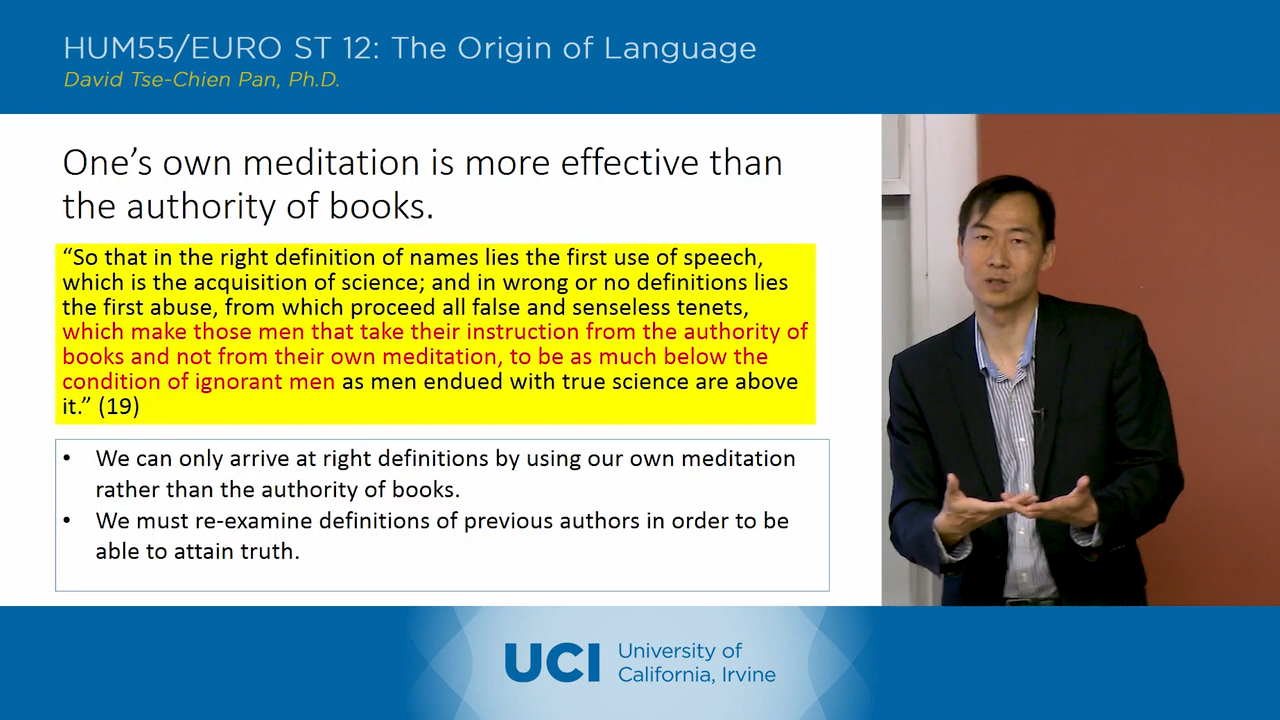 HUM55/EURO ST 12: The Origin of Language
David Tse-Chien Pan, Ph.D.
One’s own meditation is more effective than
the authority of books.
“So that in the right definition of names lies the first use of speech,
which is the acquisition of science; and in wrong or no definitions lies
the first abuse, from which proceed all false and senseless tenets,
which make those men that take their instruction from the authority of
books and not from their own meditation, to be as much below the
condition of ignorant men as men endued with true science are above
it.” (19)
• We can only arrive at right definitions by using our own meditation
rather than the authority of books.
• We must re-examine definitions of previous authors in order to be
able to attain truth.
UCI University of
California, Irvine